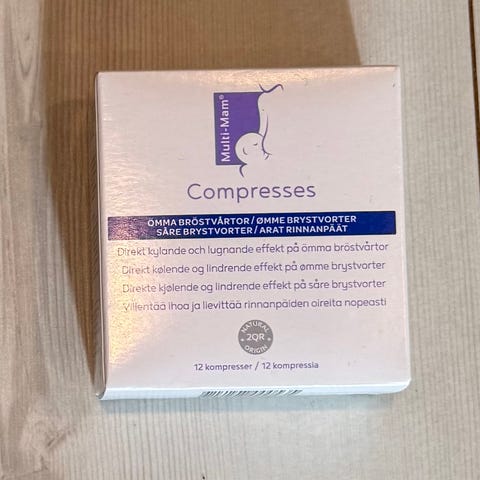 Multi-Mam®
Compresses
ÖMMA BRÖSTVÅRTOR / ØMME BRYSTVORTER
SÅRE BRYSTVORTER / ARAT RINNANPÄÄT
Direkt kylande och lugnande effekt på ömma bröstvårtor
Direkt kølende og lindrende effekt på ømme brystvorter
Direkte kjølende og lindrende effekt på såre brystvorter
Viilentää ihoa ja lievittää rinnanpäiden oireita nopeasti
NATURAL
2QR
ORIGIN
12 kompresser / 12 kompressia